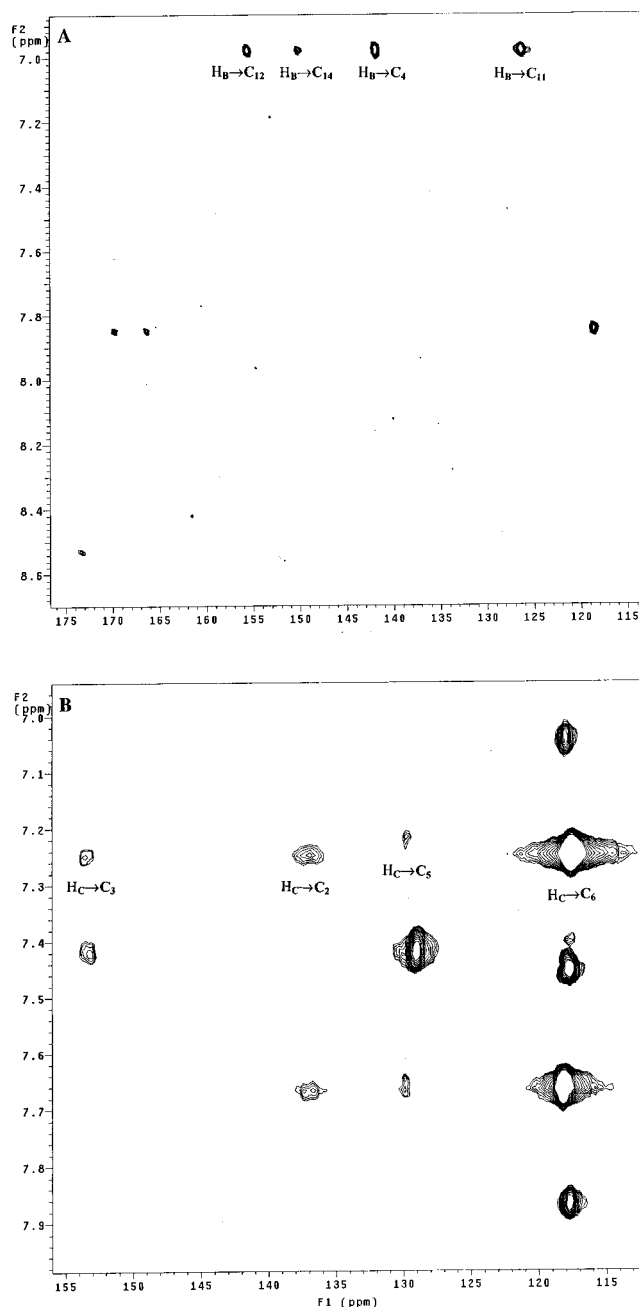 F2
(ppm)
A
7.0
H_B→C_12 H_B→C_14 H_B→C_4 H_B→C_11
7.2
7.4
7.6
7.8
8.0
8.2
8.4
8.6
175 170 165 160 155 150 145 140 135 130 125 120 115
F2
(ppm)
B
7.0
7.1
7.2
H_C→C_5
7.3
H_C→C_3 H_C→C_2 H_C→C_6
7.4
7.5
7.6
7.7
7.8
7.9
155 150 145 140 135 130 125 120 115
F1 (ppm)